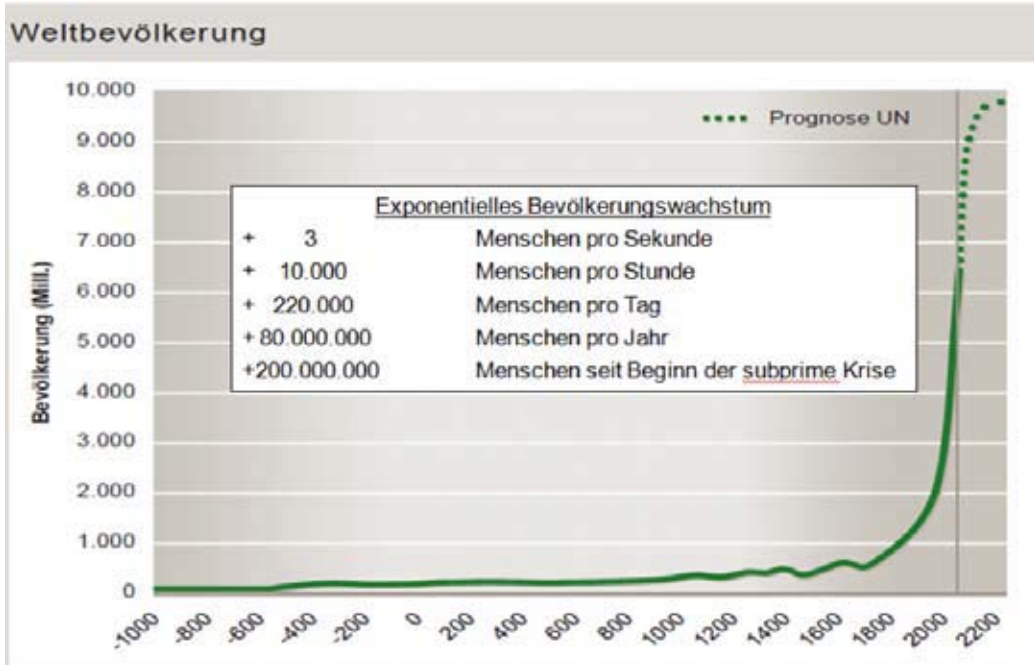 Weltbevölkerung
10.000
9.000
8.000
7.000
6.000
5.000
4.000
3.000
2.000
1.000
0
Bevölkerung (Mill.)
Prognose UN
Exponentielles Bevölkerungswachstum
+ 3 Menschen pro Sekunde
+ 10.000 Menschen pro Stunde
+ 220.000 Menschen pro Tag
+ 80.000.000 Menschen pro Jahr
+200.000.000 Menschen seit Beginn der subprime Krise
-1000 -800 -600 -400 -200 0 200 400 600 800 1000 1200 1400 1600 1800 2000 2200